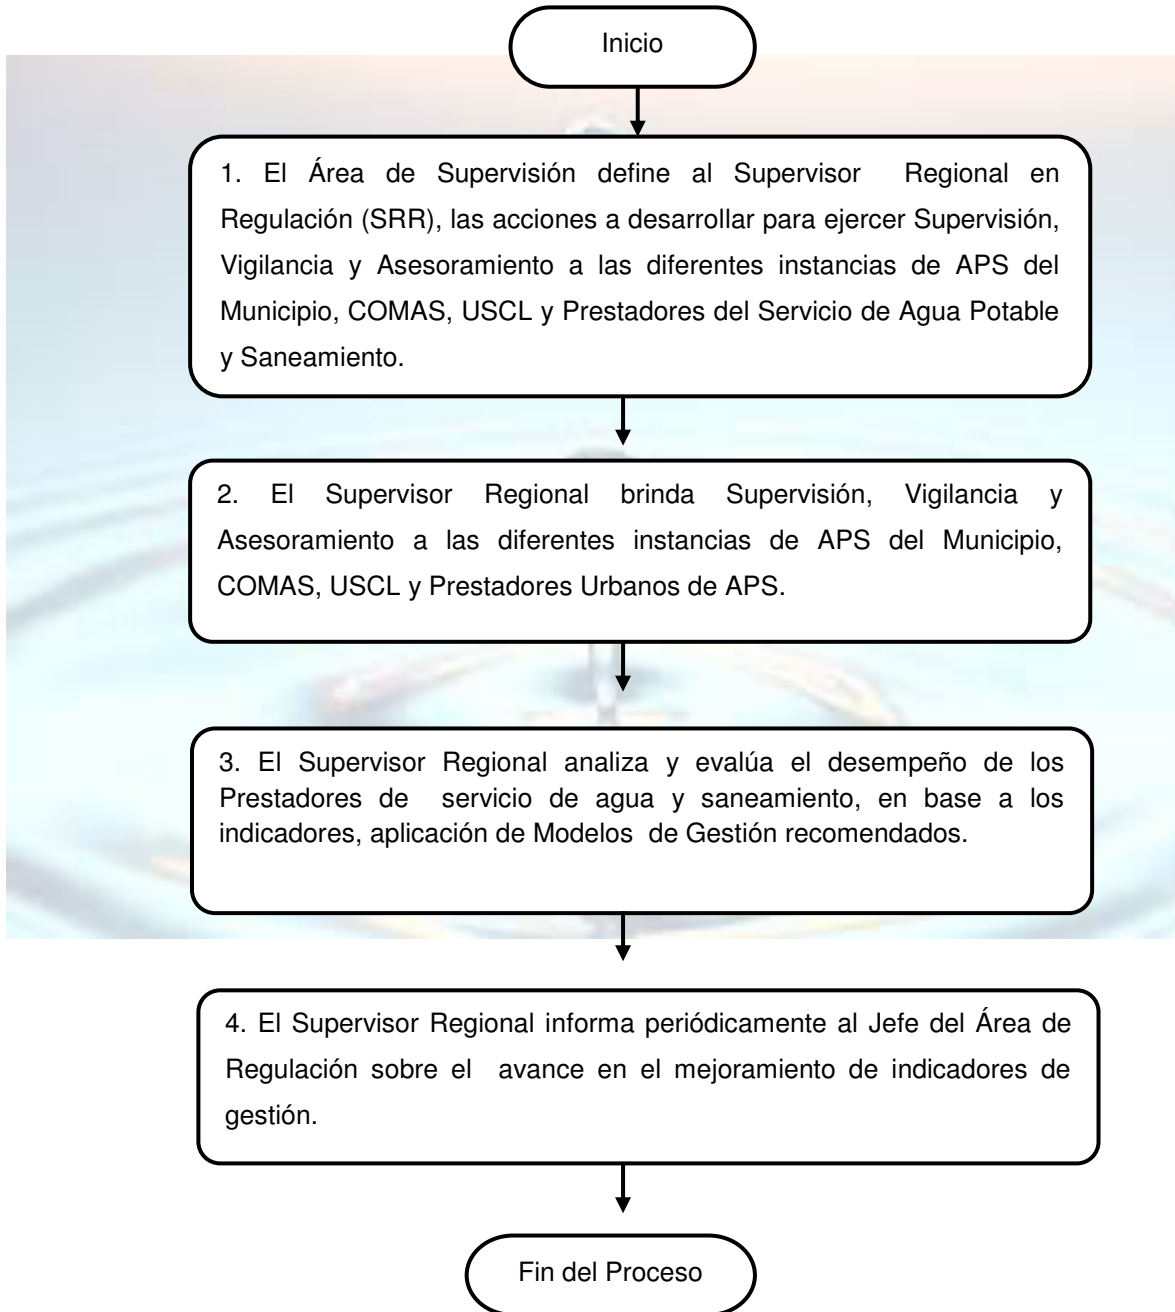 Inicio
1. El Área de Supervisión define al Supervisor Regional en
Regulación (SRR), las acciones a desarrollar para ejercer Supervisión,
Vigilancia y Asesoramiento a las diferentes instancias de APS del
Municipio, COMAS, USCL y Prestadores del Servicio de Agua Potable
y Saneamiento.
2. El Supervisor Regional brinda Supervisión, Vigilancia y
Asesoramiento a las diferentes instancias de APS del Municipio,
COMAS, USCL y Prestadores Urbanos de APS.
3. El Supervisor Regional analiza y evalúa el desempeño de los
Prestadores de servicio de agua y saneamiento, en base a los
indicadores, aplicación de Modelos de Gestión recomendados.
4. El Supervisor Regional informa periódicamente al Jefe del Área de
Regulación sobre el avance en el mejoramiento de indicadores de
gestión.
Fin del Proceso